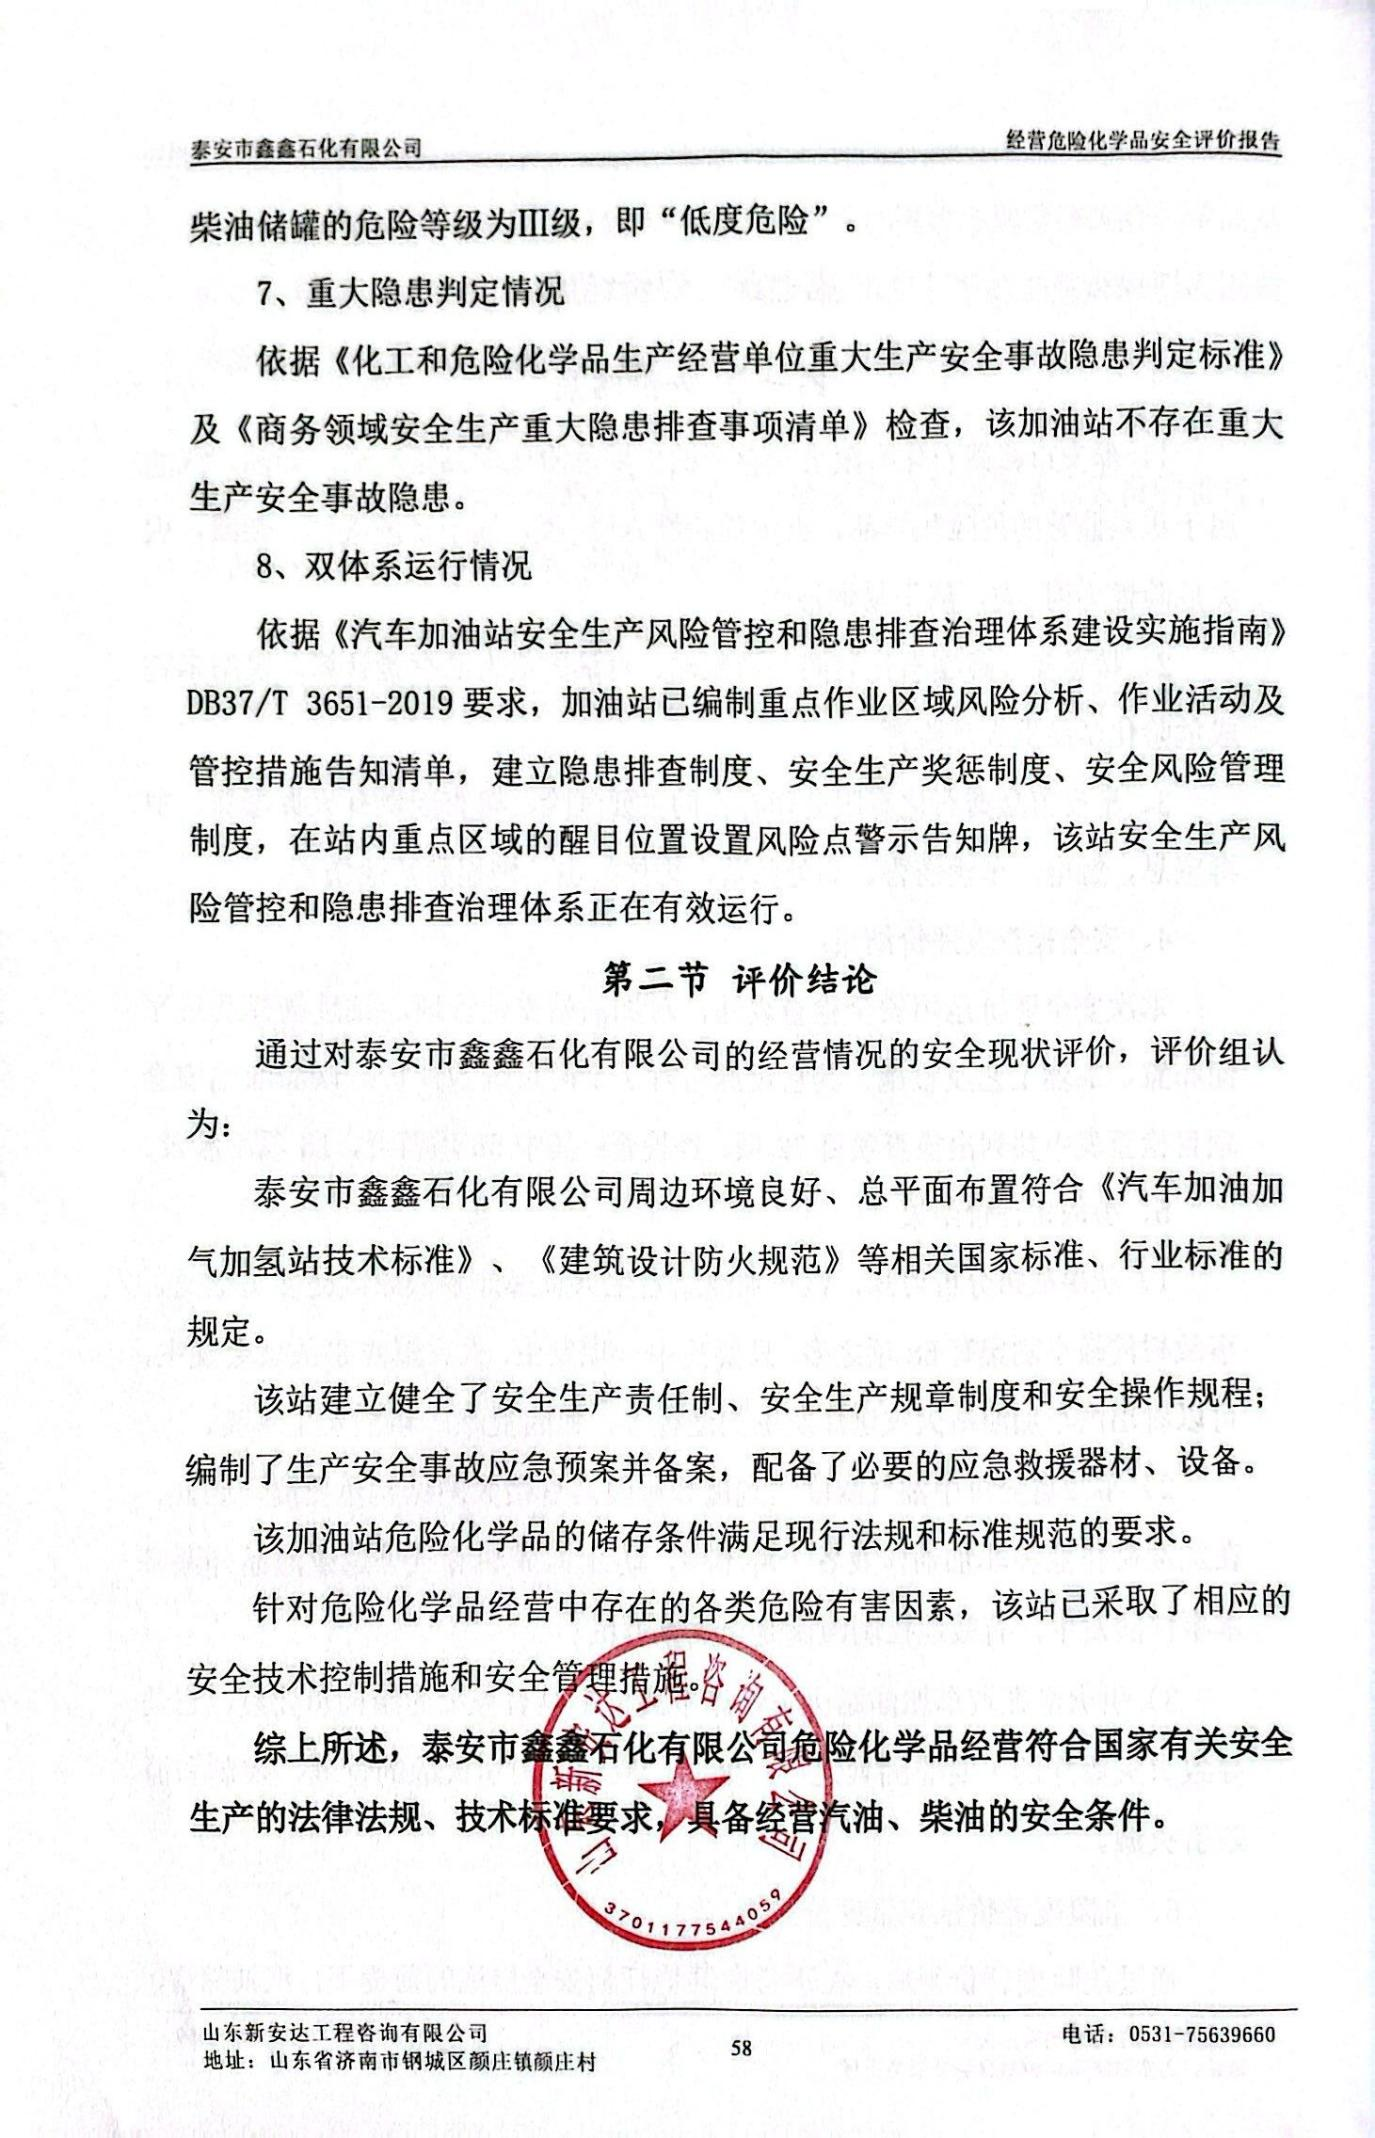 泰安市鑫鑫石化有限公司
经营危险化学品安全评价报告
柴油储罐的危险等级为Ⅲ级，即“低度危险”。
7、重大隐患判定情况
依据《化工和危险化学品生产经营单位重大生产安全事故隐患判定标准》
及《商务领域安全生产重大隐患排查事项清单》检查，该加油站不存在重大
生产安全事故隐患。
8、双体系运行情况
依据《汽车加油站安全生产风险管控和隐患排查治理体系建设实施指南》
DB37/T 3651-2019 要求，加油站已编制重点作业区域风险分析、作业活动及
管控措施告知清单，建立隐患排查制度、安全生产奖惩制度、安全风险管理
制度，在站内重点区域的醒目位置设置风险点警示告知牌，该站安全生产风
险管控和隐患排查治理体系正在有效运行。
第二节 评价结论
通过对泰安市鑫鑫石化有限公司的经营情况的安全现状评价，评价组认
为：
泰安市鑫鑫石化有限公司周边环境良好、总平面布置符合《汽车加油加
气加氢站技术标准》、《建筑设计防火规范》等相关国家标准、行业标准的
规定。
该站建立健全了安全生产责任制、安全生产规章制度和安全操作规程；
编制了生产安全事故应急预案并备案，配备了必要的应急救援器材、设备。
该加油站危险化学品的储存条件满足现行法规和标准规范的要求。
针对危险化学品经营中存在的各类危险有害因素，该站已采取了相应的
安全技术控制措施和安全管理措施。
综上所述，泰安市鑫鑫石化有限公司危险化学品经营符合国家有关安全
生产的法律法规、技术标准要求，具备经营汽油、柴油的安全条件。
山东新安达工程咨询有限公司
3701177544059
山东新安达工程咨询有限公司
地址：山东省济南市钢城区颜庄镇颜庄村
58
电话：0531-75639660